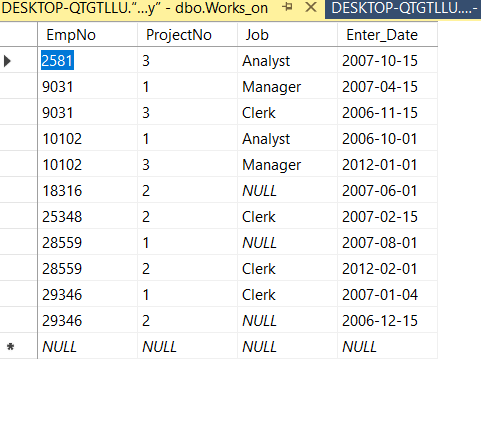 DESKTOP-QTGTLLU.“...y” - dbo.Works_on DESKTOP-QTGTLLU....-
EmpNo ProjectNo Job Enter_Date
2581 3 Analyst 2007-10-15
9031 1 Manager 2007-04-15
9031 3 Clerk 2006-11-15
10102 1 Analyst 2006-10-01
10102 3 Manager 2012-01-01
18316 2 NULL 2007-06-01
25348 2 Clerk 2007-02-15
28559 1 NULL 2007-08-01
28559 2 Clerk 2012-02-01
29346 1 Clerk 2007-01-04
29346 2 NULL 2006-12-15
* NULL NULL NULL NULL